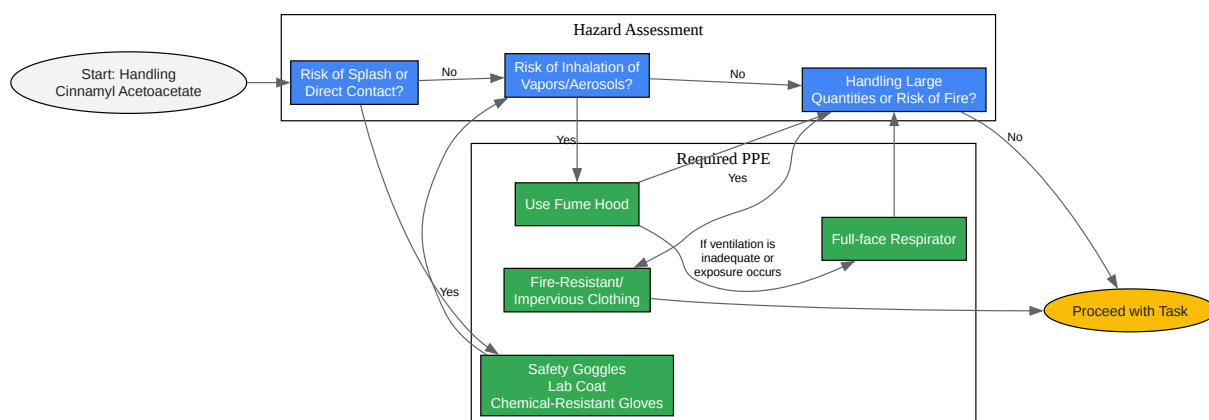 Hazard Assessment
Start: Handling
Cinnamyl Acetoacetate
Risk of Splash or
Direct Contact?
No
Risk of Inhalation of
Vapors/Aerosols?
No
Handling Large
Quantities or Risk of Fire?
No
Yes
Required PPE
Yes
Use Fume Hood
Full-face Respirator
If ventilation is
inadequate or
exposure occurs
Fire-Resistant/
Impervious Clothing
Yes
Proceed with Task
Safety Goggles
Lab Coat
Chemical-Resistant Gloves